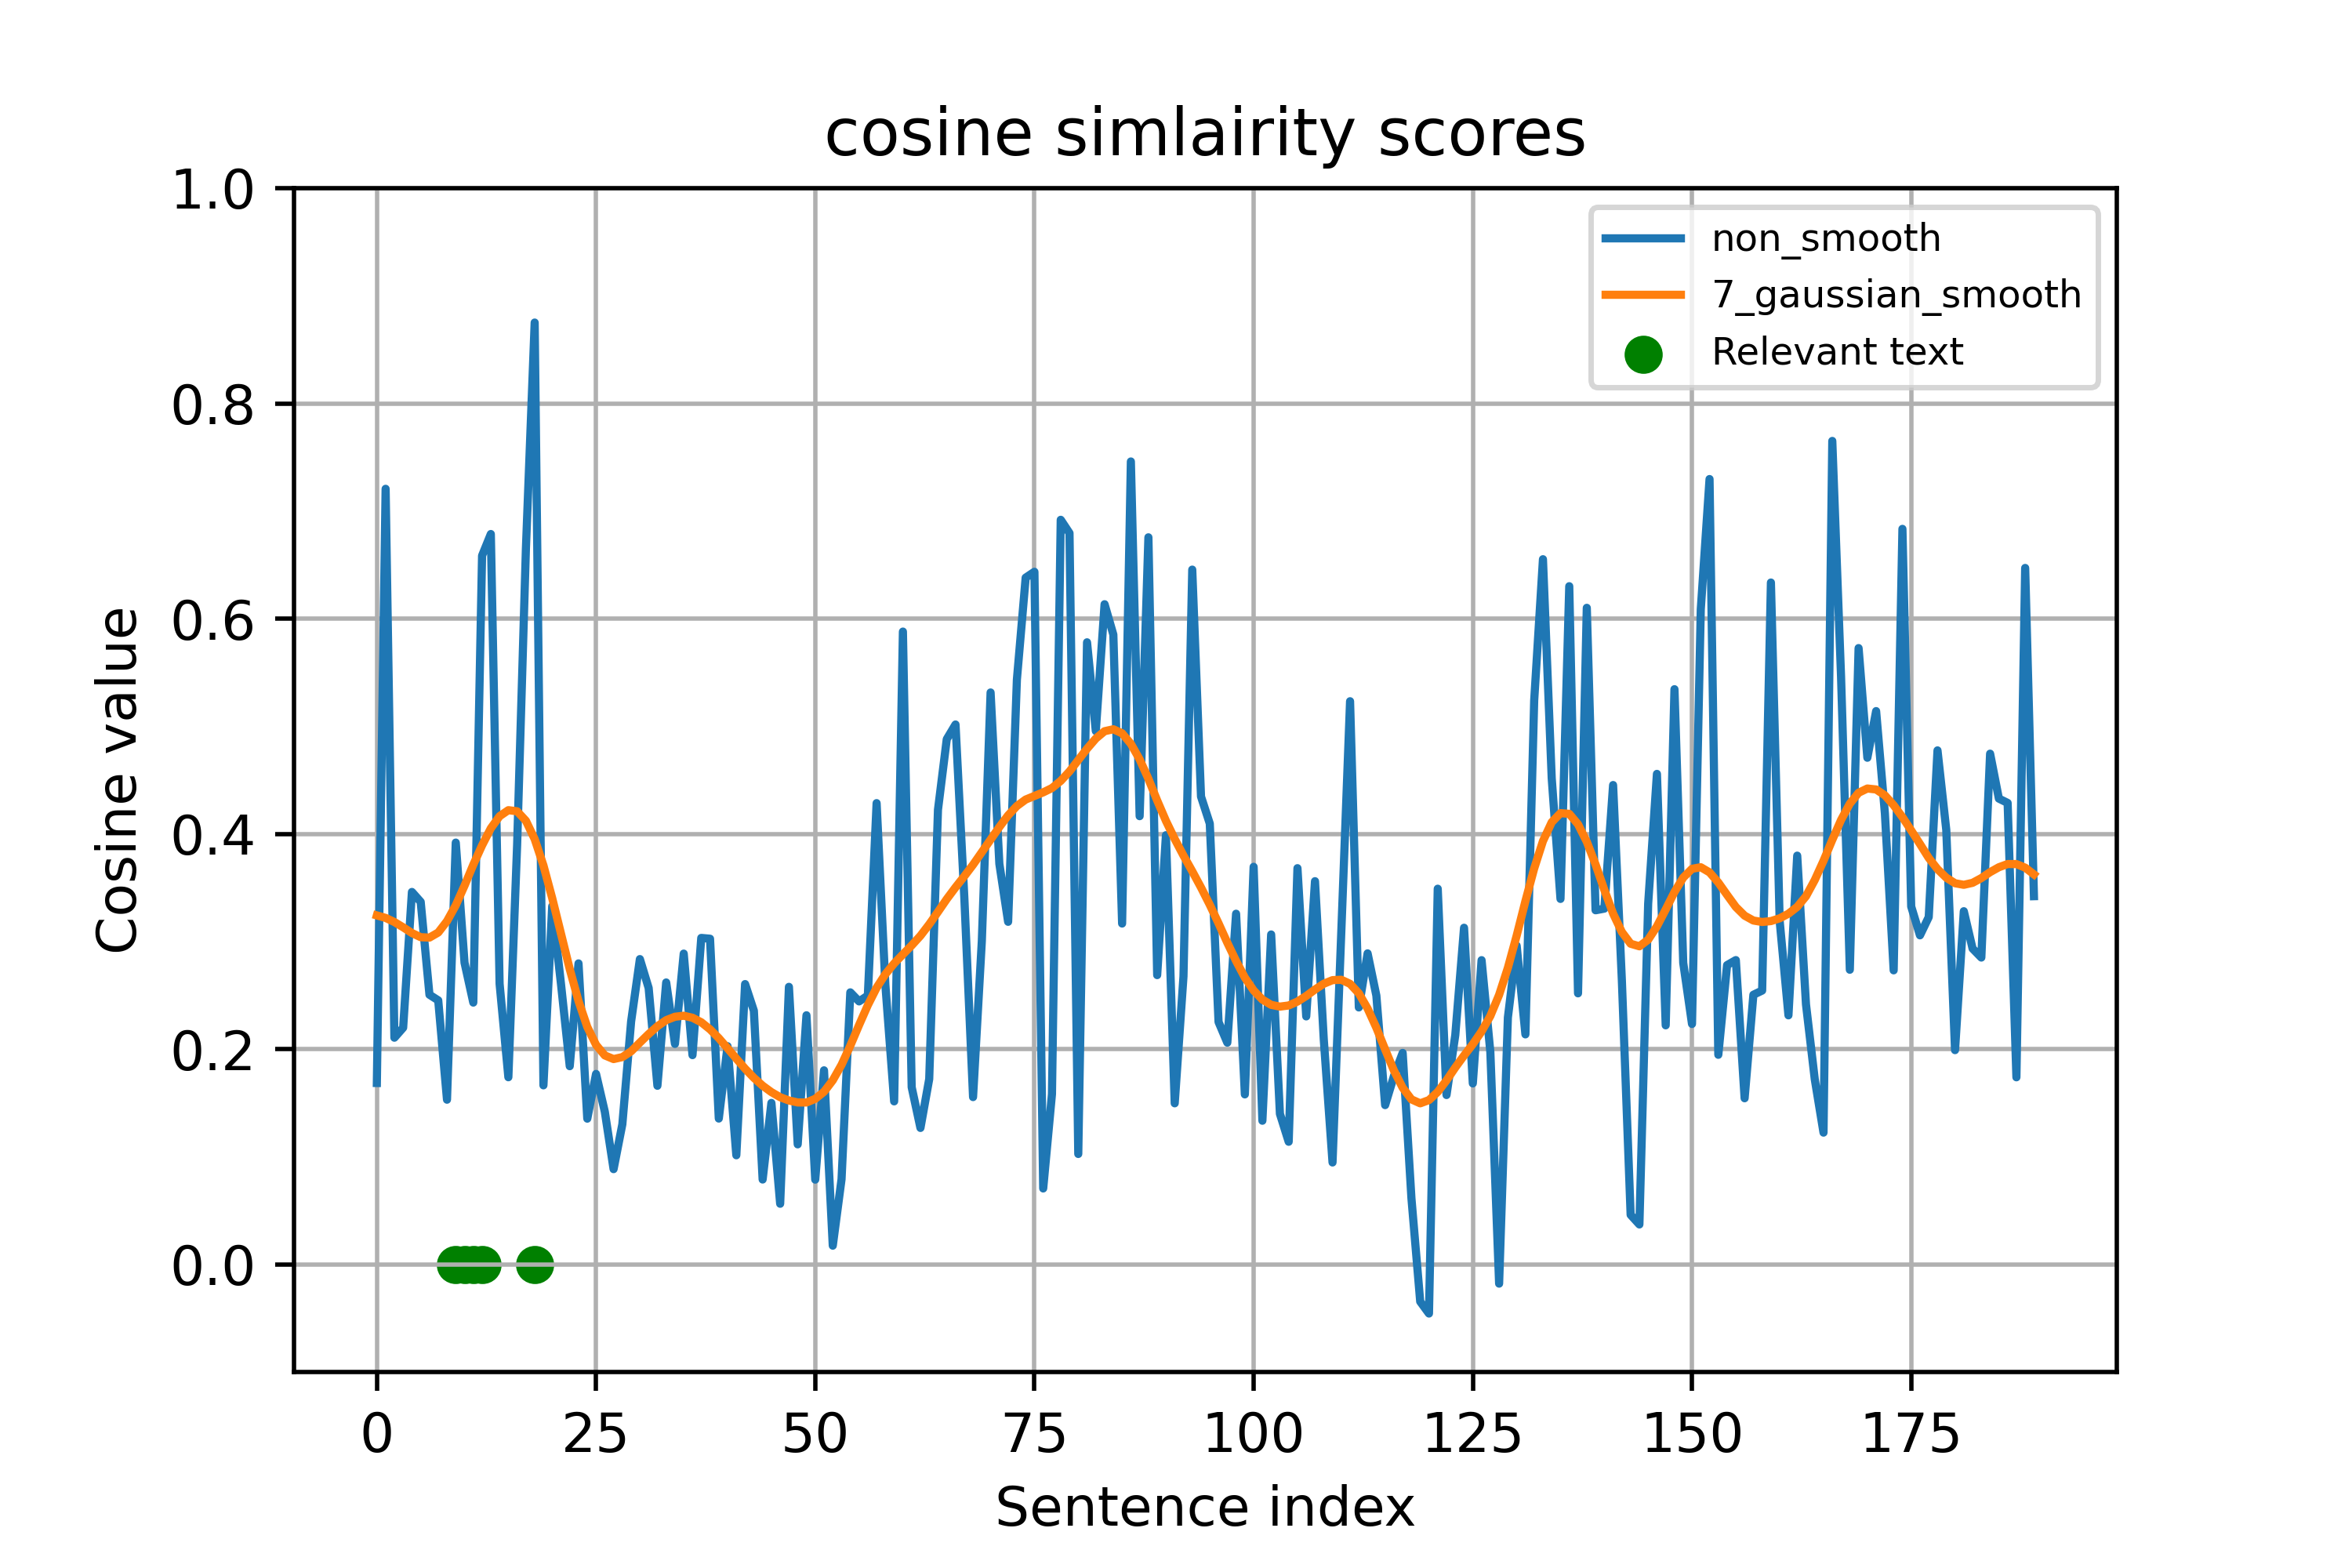 cosine simlairity scores
non_smooth
7_gaussian_smooth
Relevant text
Cosine value
1.0
0.8
0.6
0.4
0.2
0.0
0 25 50 75 100 125 150 175
Sentence index